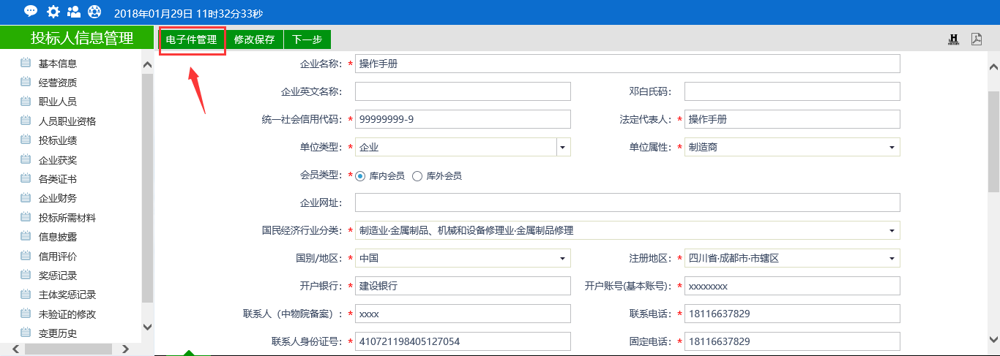 2018年01月29日 11时32分33秒
投标人信息管理
电子件管理 修改保存 下一步
HISTORY
基本信息
经营资质
职业人员
人员职业资格
投标业绩
企业获奖
各类证书
企业财务
投标所需材料
信息披露
信用评价
奖惩记录
主体奖惩记录
未验证的修改
变更历史
企业名称: * 操作手册
企业英文名称: 邓白氏码:
统一社会信用代码: * 99999999-9 法定代表人: * 操作手册
单位类型: * 企业 单位属性: * 制造商
会员类型: * 库内会员 库外会员
企业网址:
国民经济行业分类: * 制造业·金属制品、机械和设备修理业·金属制品修理
国别/地区: * 中国 注册地区: * 四川省·成都市·市辖区
开户银行: * 建设银行 开户账号(基本账号): * xxxxxxxx
联系人（中物院备案）: * xxxx 联系电话: * 18116637829
联系人身份证号: * 410721198405127054 固定电话: * 18116637829